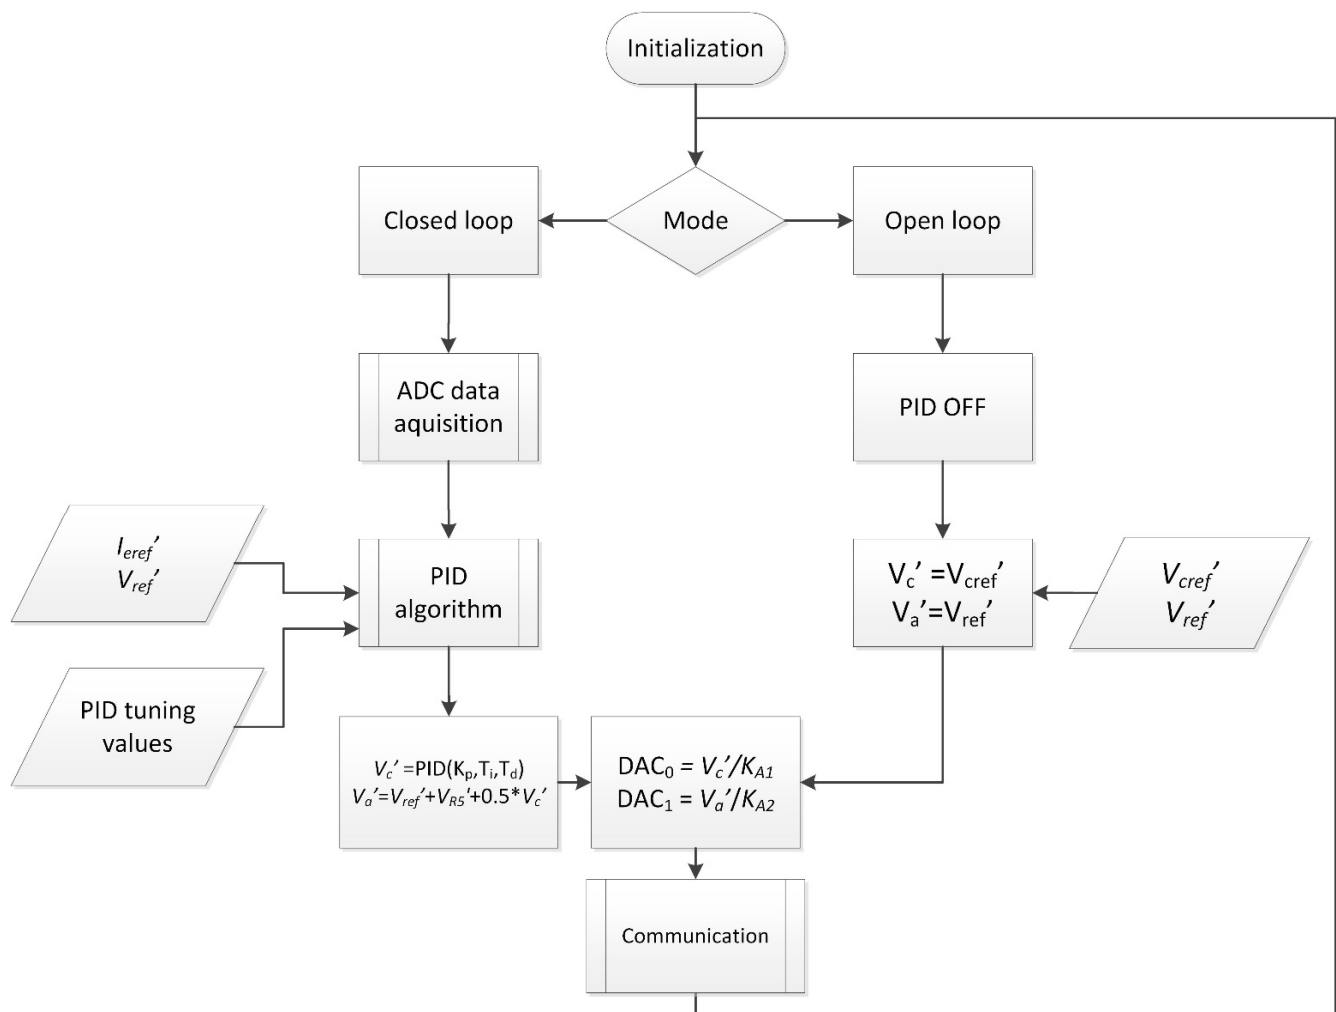 Initialization
Closed loop
Mode
Open loop
ADC data
aquisition
PID OFF
I_eref’
V_ref’
PID
algorithm
V_c’ =V_cref’
V_a’=V_ref’
V_cref’
V_ref’
PID tuning
values
V_c’ =PID(K_p,T_i,T_d)
V_a’=V_ref’+V_R5’+0.5*V_c’
DAC_0 = V_c’/K_A1
DAC_1 = V_a’/K_A2
Communication